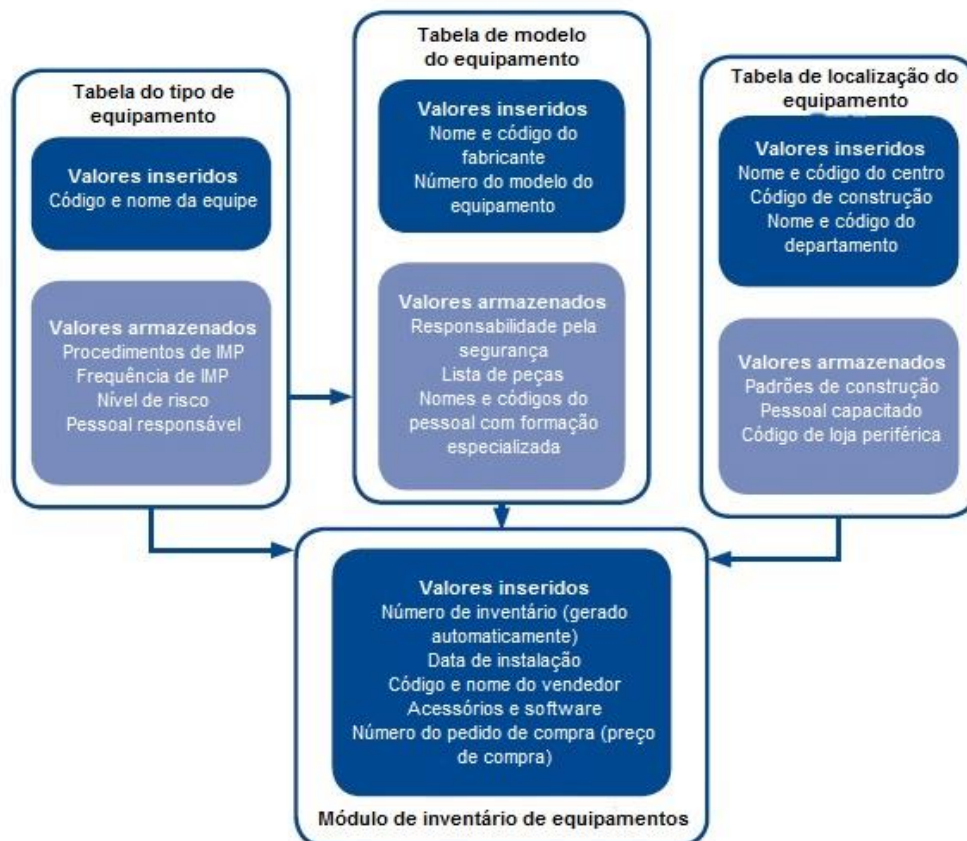 Tabela do tipo de
equipamento
Valores inseridos
Código e nome da equipe
Valores armazenados
Procedimentos de IMP
Frequência de IMP
Nível de risco
Pessoal responsável
Tabela de modelo
do equipamento
Valores inseridos
Nome e código do
fabricante
Número do modelo do
equipamento
Valores armazenados
Responsabilidade pela
segurança
Lista de peças
Nomes e códigos do
pessoal com formação
especializada
Tabela de localização do
equipamento
Valores inseridos
Nome e código do centro
Código de construção
Nome e código do
departamento
Valores armazenados
Padrões de construção
Pessoal capacitado
Código de loja periférica
Valores inseridos
Número de inventário (gerado
automaticamente)
Data de instalação
Código e nome do vendedor
Acessórios e software
Número do pedido de compra (preço
de compra)
Módulo de inventário de equipamentos